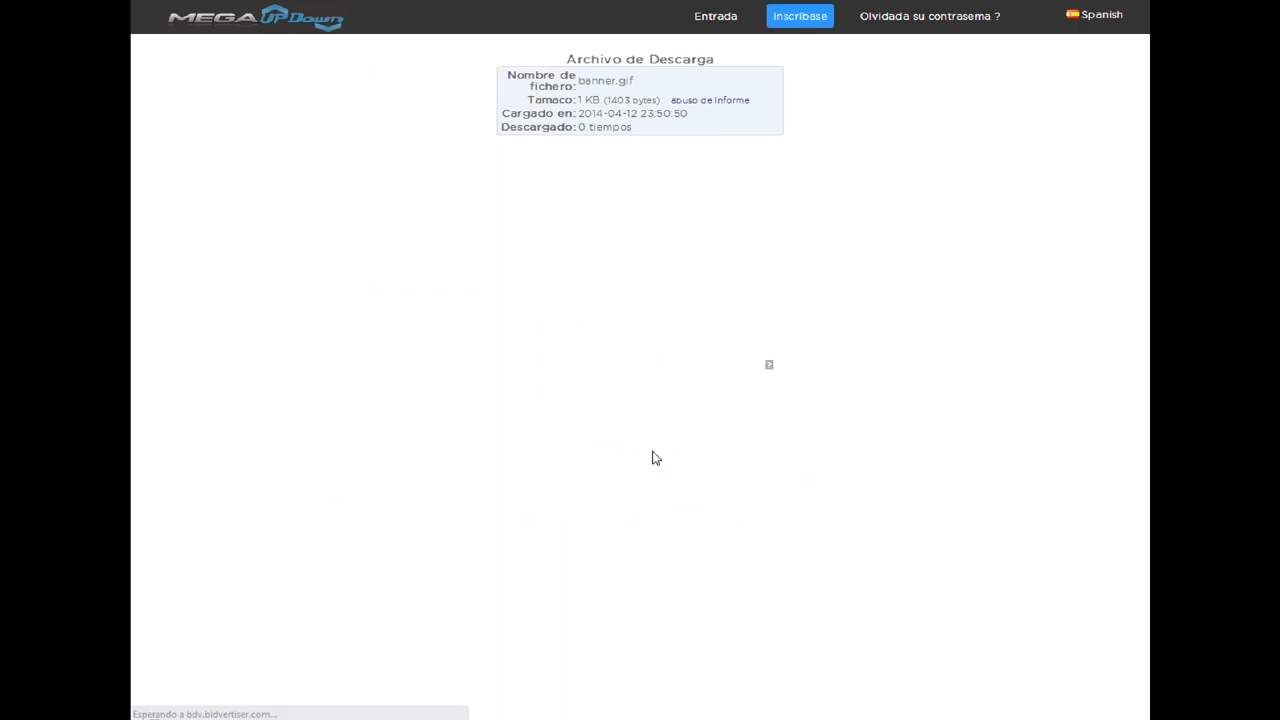 MEGA UP Down Entrada Inscribase Olvidada su contrasema ? Spanish
Archivo de Descarga
Nombre de fichero: banner.gif
Tamaco: 1 KB (1403 bytes) abuso de Informe
Cargado en: 2014-04-12 23:50:50
Descargado: 0 tiempos
?
Esperando a bdv.bidvertiser.com...